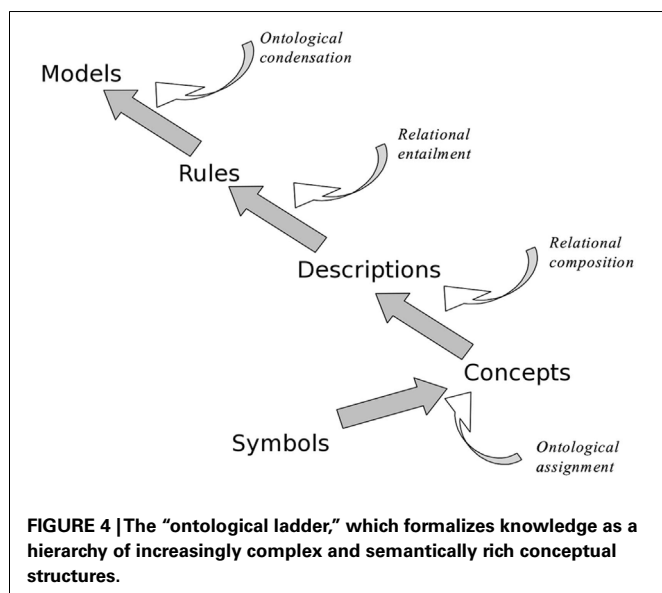 Ontological
condensation
Models
Relational
entailment
Rules
Relational
composition
Descriptions
Concepts
Symbols
Ontological
assignment
FIGURE 4 | The “ontological ladder,” which formalizes knowledge as a
hierarchy of increasingly complex and semantically rich conceptual
structures.